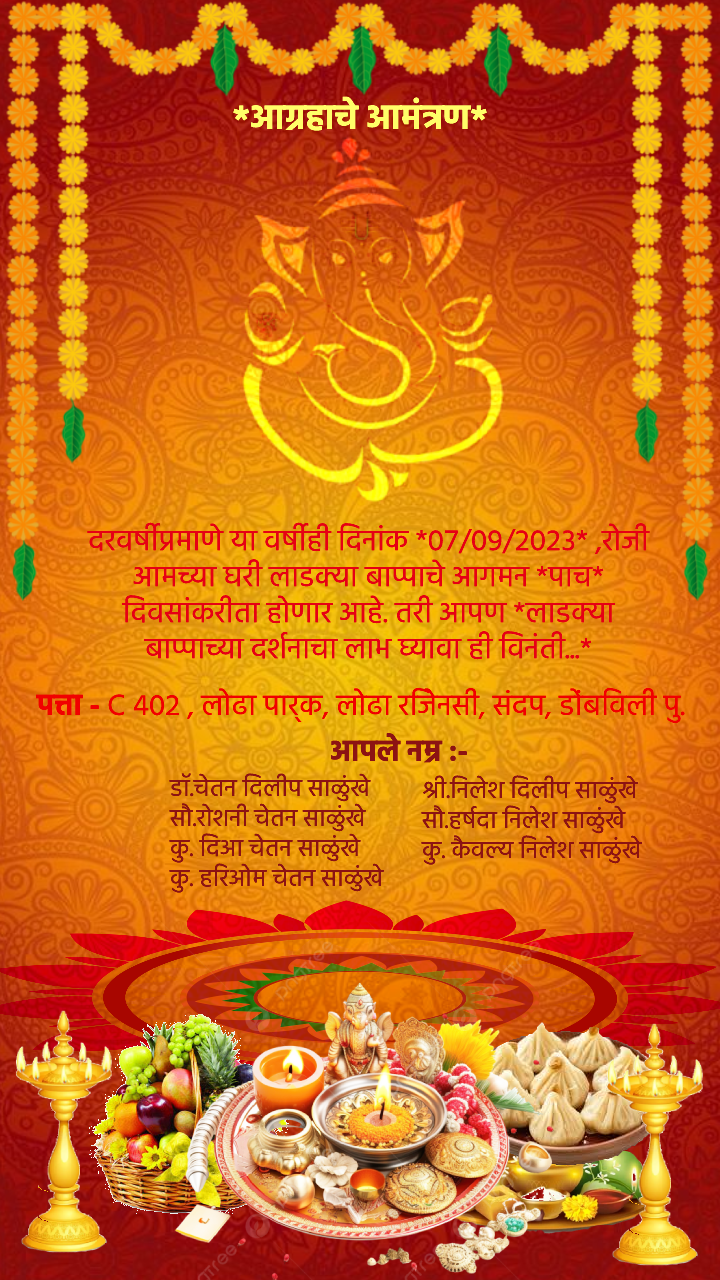 *आग्रहाचे आमंत्रण*
दरवर्षीप्रमाणे या वर्षीही दिनांक *07/09/2023* ,रोजी
आमच्या घरी लाडक्या बाप्पाचे आगमन *पाच*
दिवसांकरीता होणार आहे. तरी आपण *लाडक्या
बाप्पाच्या दर्शनाचा लाभ घ्यावा ही विनंती...*
पत्ता - C 402 , लोढा पार्क, लोढा रजिेनसी, संदप, डोंबविली पु.
आपले नम्र :-
डॉ.चेतन दिलीप साळुंखे
सौ.रोशनी चेतन साळुंखे
कु. दिआ चेतन साळुंखे
कु. हरिओम चेतन साळुंखे
श्री.निलेश दिलीप साळुंखे
सौ.हर्षदा निलेश साळुंखे
कु. कैवल्य निलेश साळुंखे